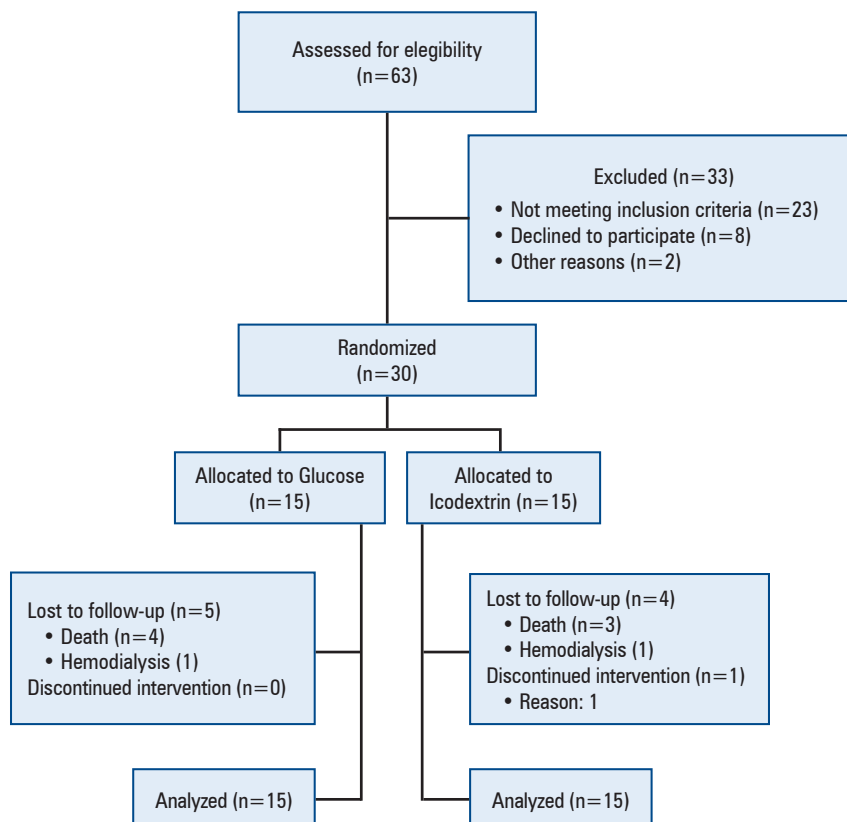 Assessed for elegibility
(n=63)
Excluded (n=33)
• Not meeting inclusion criteria (n=23)
• Declined to participate (n=8)
• Other reasons (n=2)
Randomized
(n=30)
Allocated to Glucose
(n=15)
Allocated to
Icodextrin (n=15)
Lost to follow-up (n=5)
• Death (n=4)
• Hemodialysis (1)
Discontinued intervention (n=0)
Lost to follow-up (n=4)
• Death (n=3)
• Hemodialysis (1)
Discontinued intervention (n=1)
• Reason: 1
Analyzed (n=15)
Analyzed (n=15)